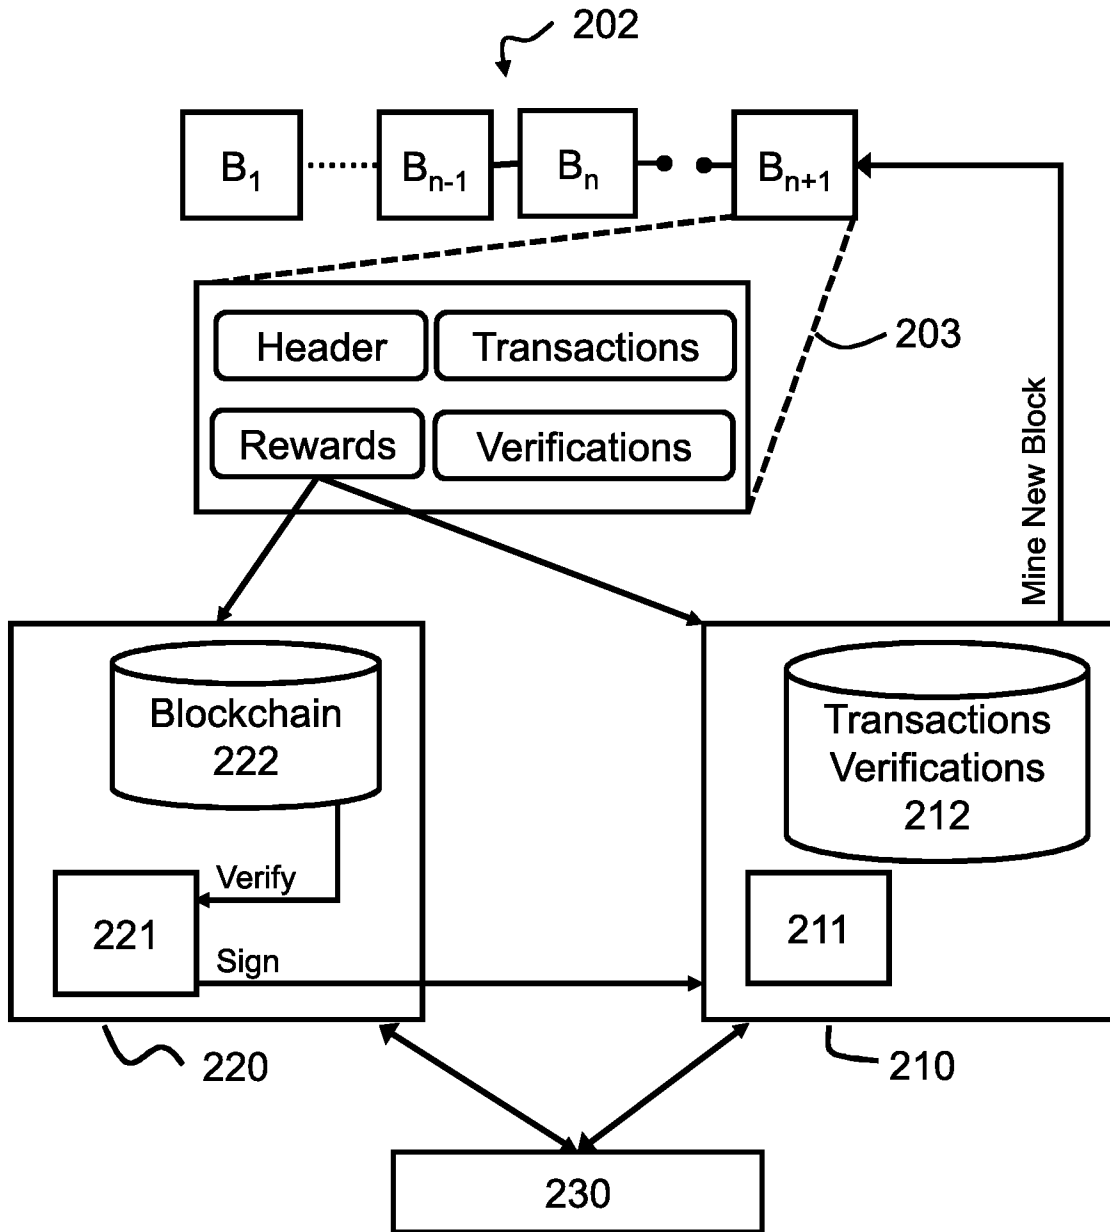 202
B1
Bn-1
Bn
Bn+1
Header
Transactions
203
Rewards
Verifications
Mine New Block
Blockchain
222
Transactions
Verifications
212
Verify
221
211
Sign
220
210
230